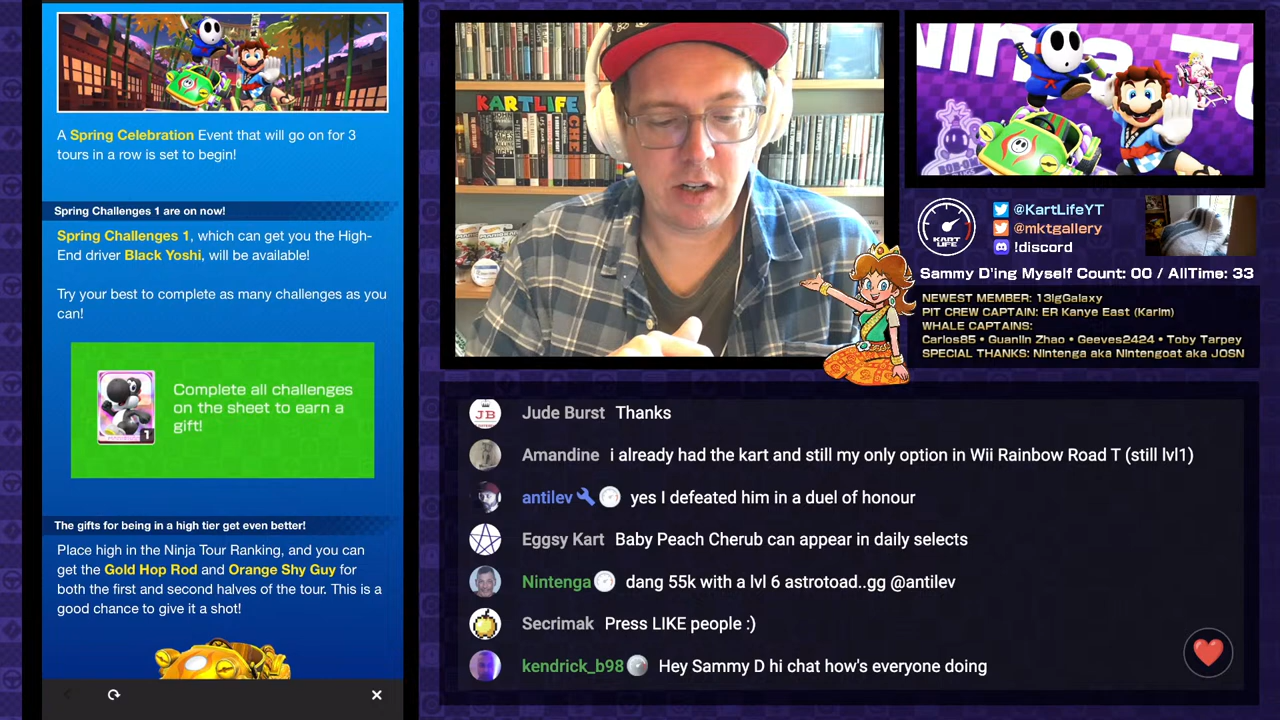 A Spring Celebration Event that will go on for 3
tours in a row is set to begin!
Spring Challenges 1 are on now!
Spring Challenges 1, which can get you the High-
End driver Black Yoshi, will be available!
Try your best to complete as many challenges as you
can!
1
Complete all challenges
on the sheet to earn a
gift!
The gifts for being in a high tier get even better!
Place high in the Ninja Tour Ranking, and you can
get the Gold Hop Rod and Orange Shy Guy for
both the first and second halves of the tour. This is a
good chance to give it a shot!
KARTLIFE
KART
LIFE
@KartLifeYT
@mktgallery
!discord
Sammy D'ing Myself Count: 00 / AllTime: 33
NEWEST MEMBER: 13lgGalaxy
PIT CREW CAPTAIN: ER Kanye East (Karim)
WHALE CAPTAINS:
Carlos85 • Guanlin Zhao • Geeves2424 • Toby Tarpey
SPECIAL THANKS: Nintenga aka Nintengoat aka JOSN
JB
Jude Burst Thanks
Amandine i already had the kart and still my only option in Wii Rainbow Road T (still lvl1)
antilev yes I defeated him in a duel of honour
Eggsy Kart Baby Peach Cherub can appear in daily selects
Nintenga dang 55k with a lvl 6 astrotoad..gg @antilev
Secrimak Press LIKE people :)
kendrick_b98 Hey Sammy D hi chat how's everyone doing